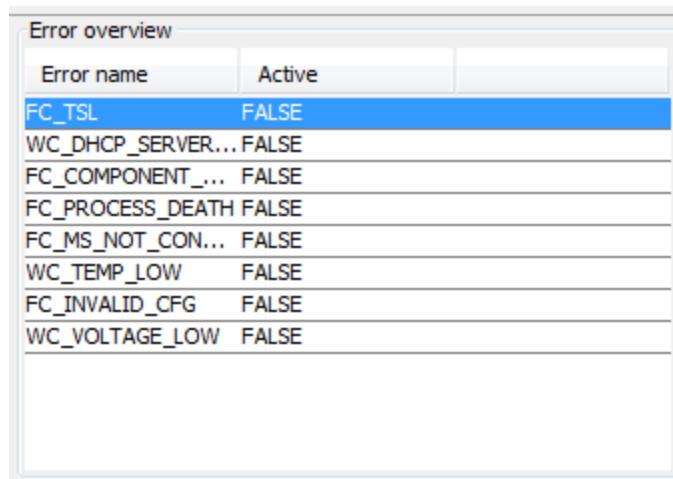 Error overview
Error name Active
FC_TSL FALSE
WC_DHCP_SERVER... FALSE
FC_COMPONENT_... FALSE
FC_PROCESS_DEATH FALSE
FC_MS_NOT_CON... FALSE
WC_TEMP_LOW FALSE
FC_INVALID_CFG FALSE
WC_VOLTAGE_LOW FALSE